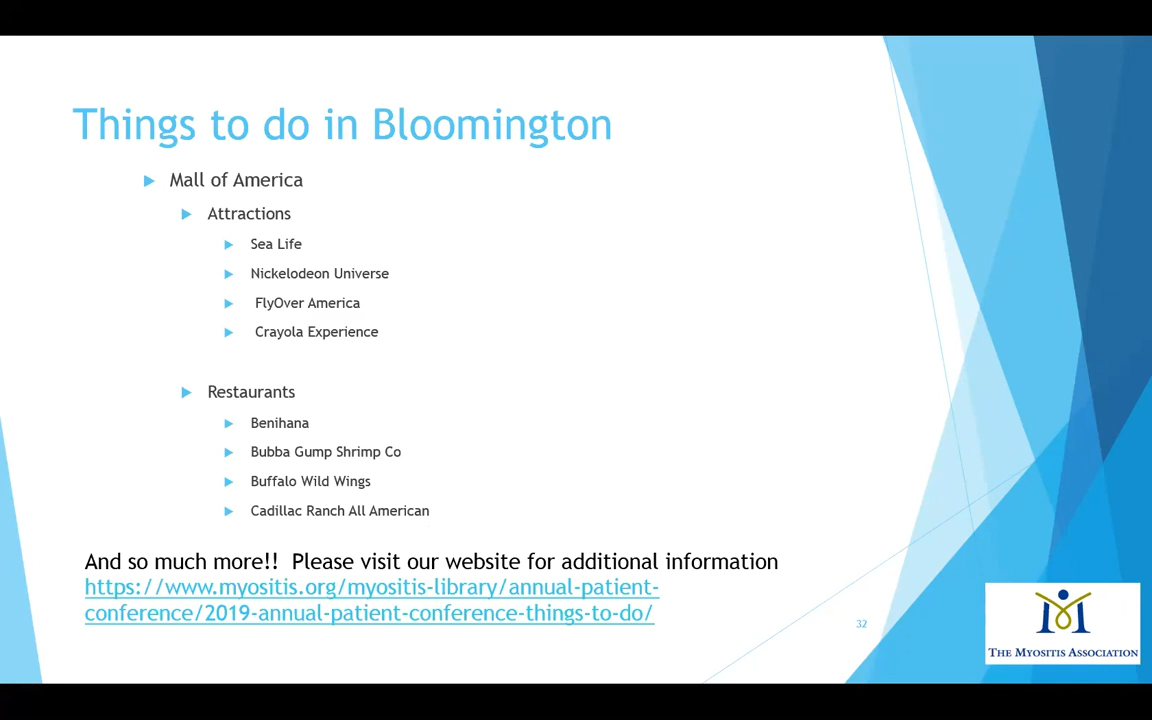 Things to do in Bloomington
Mall of America
Attractions
Sea Life
Nickelodeon Universe
FlyOver America
Crayola Experience
Restaurants
Benihana
Bubba Gump Shrimp Co
Buffalo Wild Wings
Cadillac Ranch All American
And so much more!!  Please visit our website for additional information
https://www.myositis.org/myositis-library/annual-patient-
conference/2019-annual-patient-conference-things-to-do/
32
THE MYOSITIS ASSOCIATION